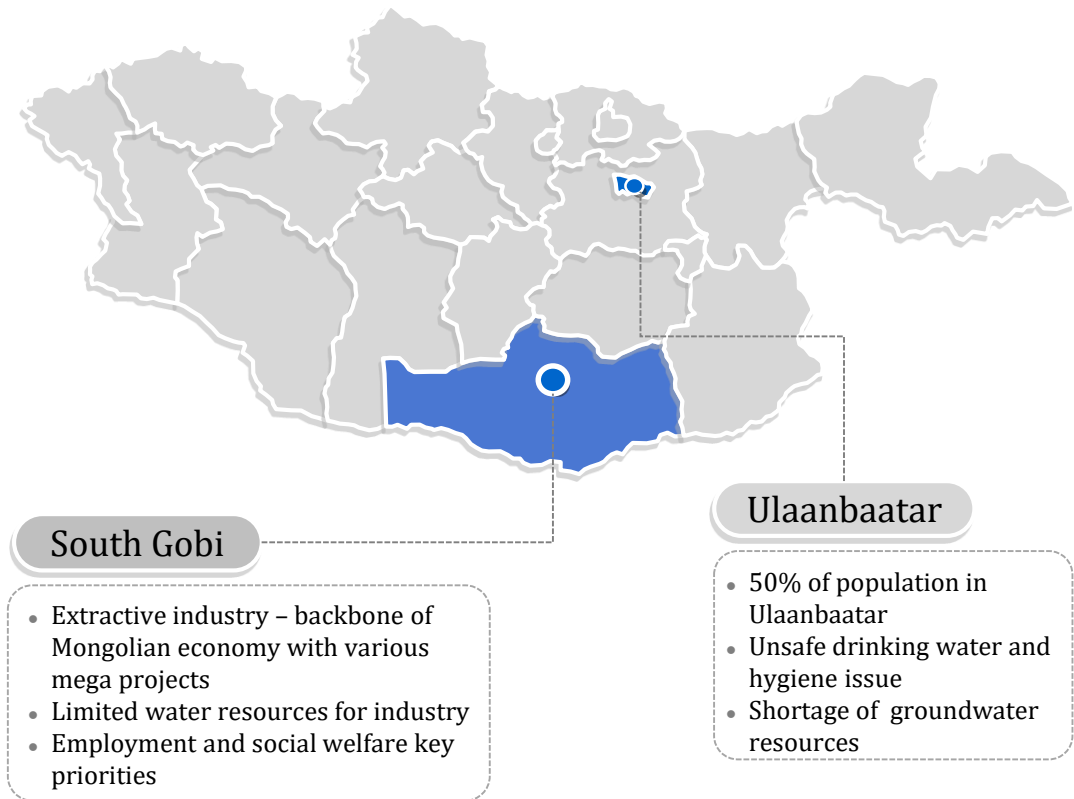 South Gobi
• Extractive industry – backbone of
Mongolian economy with various
mega projects
• Limited water resources for industry
• Employment and social welfare key
priorities
Ulaanbaatar
• 50% of population in
Ulaanbaatar
• Unsafe drinking water and
hygiene issue
• Shortage of  groundwater
resources